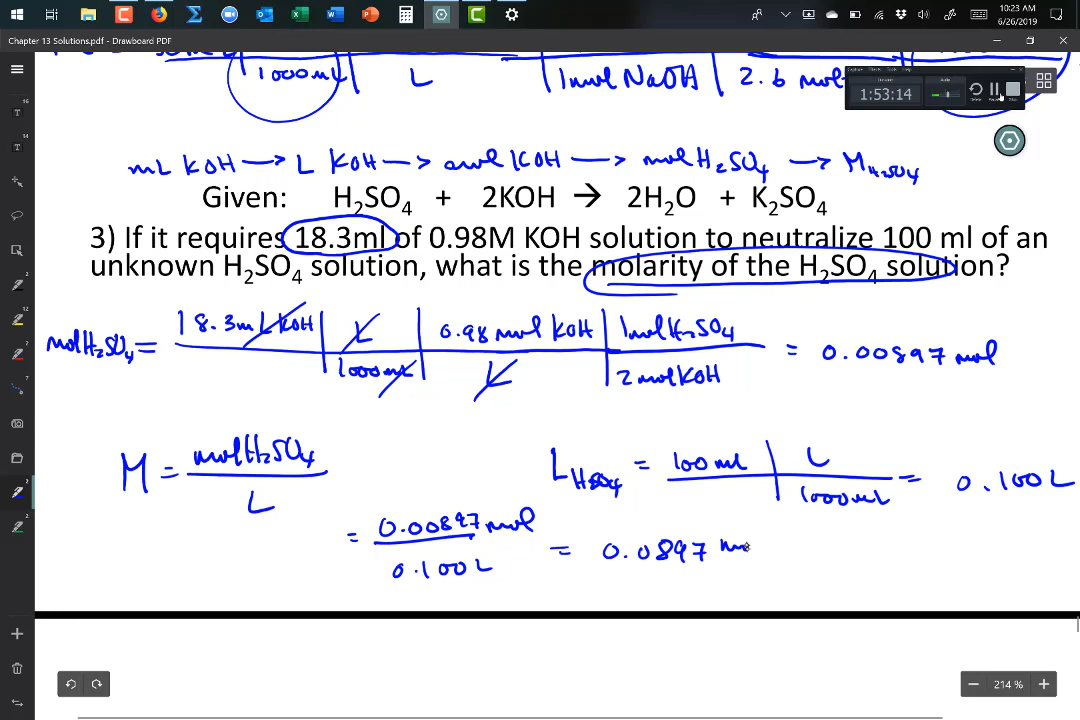 10:23 AM
6/26/2019
Chapter 13 Solutions.pdf - Drawboard PDF
1000mL | L | 1mol NaOH | 2.6 mol
1:53:14
mL KOH → L KOH → mol KOH → mol H₂SO₄ → M H₂SO₄
Given: H₂SO₄ + 2KOH → 2H₂O + K₂SO₄
3) If it requires 18.3ml of 0.98M KOH solution to neutralize 100 ml of an
unknown H₂SO₄ solution, what is the molarity of the H₂SO₄ solution?
mol H₂SO₄ = 18.3mL KOH | L | 0.98 mol KOH | 1mol H₂SO₄
1000mL | L | 2 mol KOH = 0.00897 mol
M = mol H₂SO₄
L
L H₂SO₄ = 100 ml | L
1000ml = 0.100L
= 0.00897 mol
0.100L = 0.0897 mo
214 %